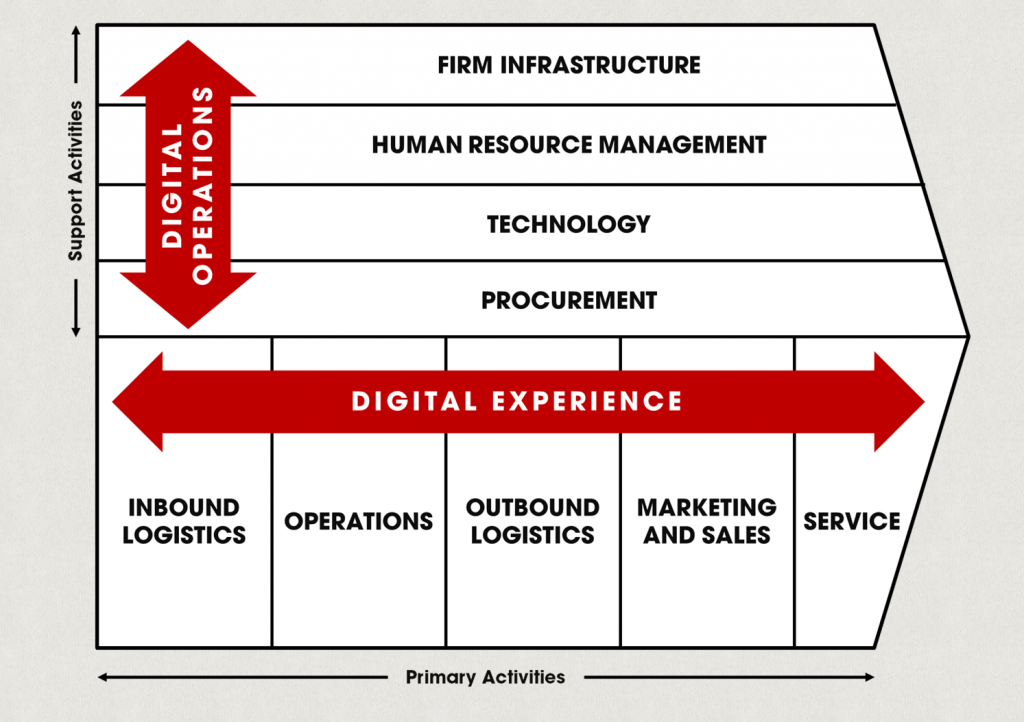 FIRM INFRASTRUCTURE
HUMAN RESOURCE MANAGEMENT
TECHNOLOGY
PROCUREMENT
Support Activities
DIGITAL
OPERATIONS
DIGITAL EXPERIENCE
INBOUND
LOGISTICS
OPERATIONS
OUTBOUND
LOGISTICS
MARKETING
AND SALES
SERVICE
Primary Activities